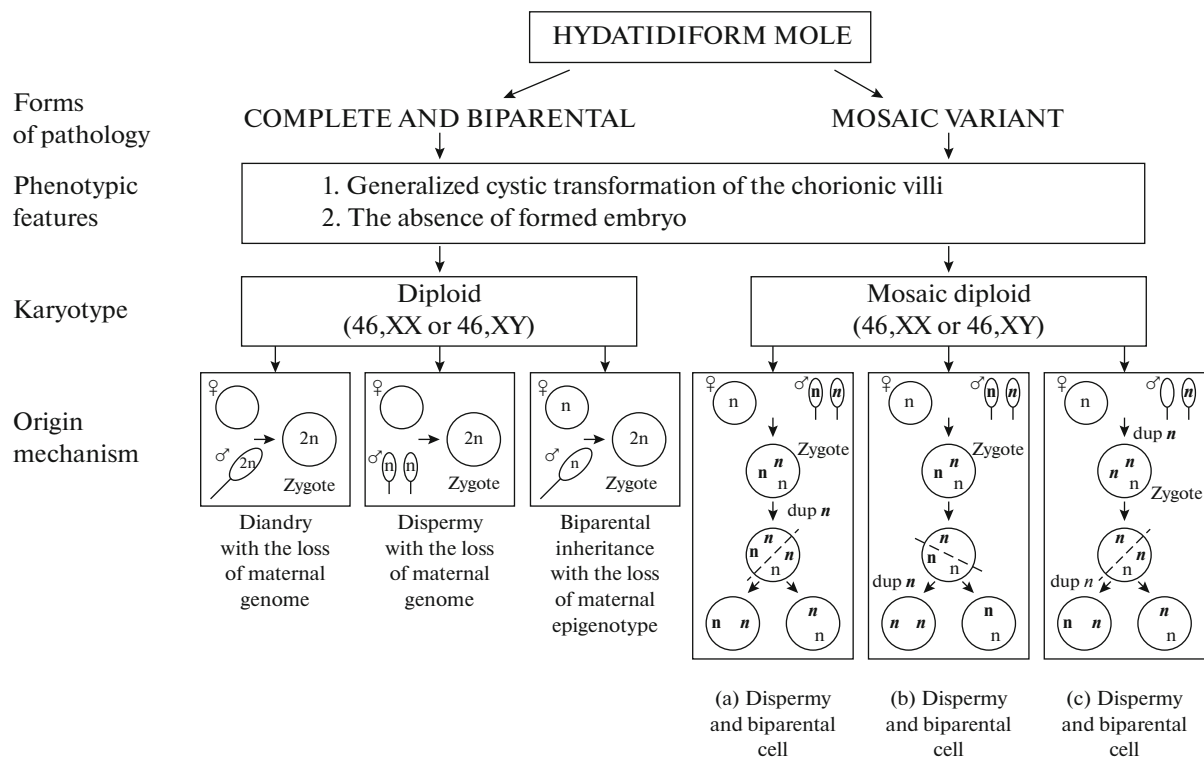 HYDATIDIFORM MOLE
Forms
of pathology
COMPLETE AND BIPARENTAL
MOSAIC VARIANT
Phenotypic
features
1. Generalized cystic transformation of the chorionic villi
2. The absence of formed embryo
Karyotype
Diploid
(46,XX or 46,XY)
Mosaic diploid
(46,XX or 46,XY)
Origin
mechanism
♀
♂
2n
2n
Zygote
Diandry
with the loss
of maternal
genome
♀
♂
n n
2n
Zygote
Dispermy
with the loss
of maternal
genome
♀
n
♂
n
2n
Zygote
Biparental
inheritance
with the loss
of maternal
epigenotype
♀ ♂
n n n
Zygote
n n
n
dup n
n
n n
n
n n
n
n
(a) Dispermy
and biparental
cell
♀ ♂
n n n
Zygote
n n
n
n
n
n
dup n
n n
n
n
(b) Dispermy
and biparental
cell
♀ ♂
n n
dup n
n
n n
Zygote
n
n n
n
dup n
n n
n
n
(c) Dispermy
and biparental
cell